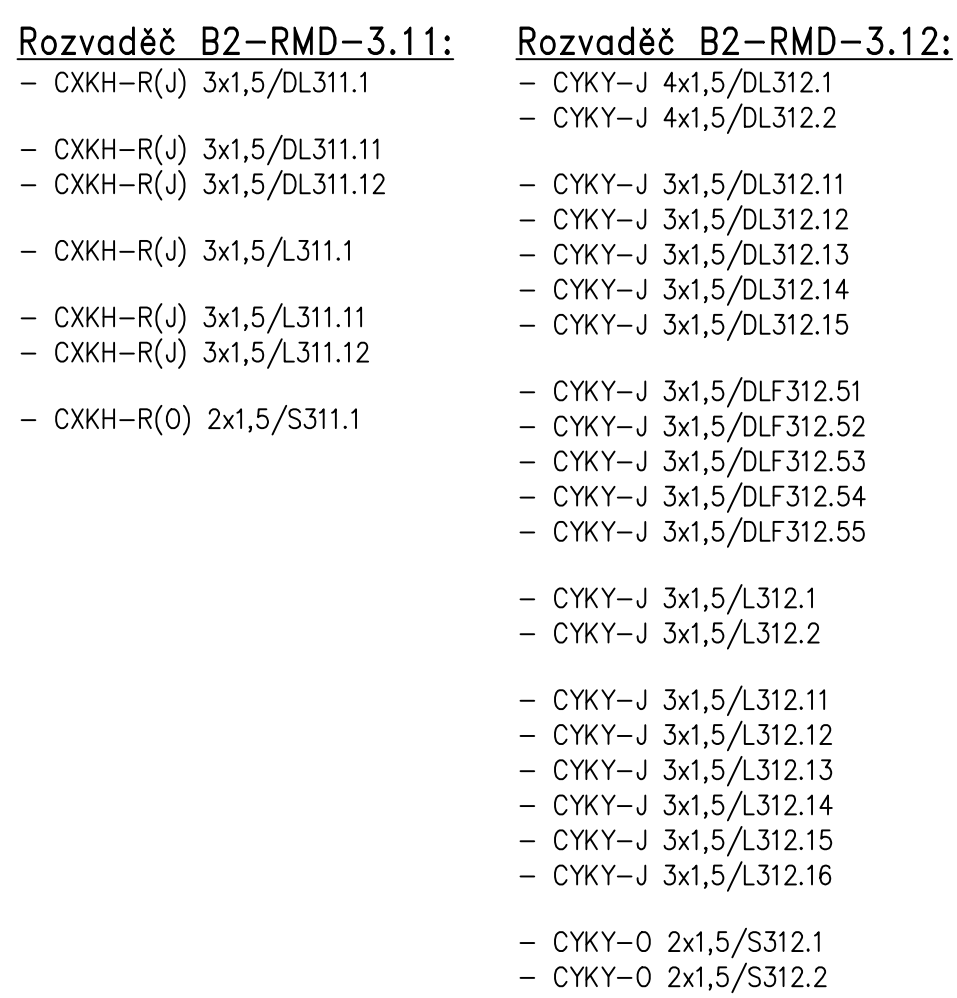 Rozvaděč B2-RMD-3.11:
- CXKH-R(J) 3x1,5/DL311.1
- CXKH-R(J) 3x1,5/DL311.11
- CXKH-R(J) 3x1,5/DL311.12
- CXKH-R(J) 3x1,5/L311.1
- CXKH-R(J) 3x1,5/L311.11
- CXKH-R(J) 3x1,5/L311.12
- CXKH-R(O) 2x1,5/S311.1
Rozvaděč B2-RMD-3.12:
- CYKY-J 4x1,5/DL312.1
- CYKY-J 4x1,5/DL312.2
- CYKY-J 3x1,5/DL312.11
- CYKY-J 3x1,5/DL312.12
- CYKY-J 3x1,5/DL312.13
- CYKY-J 3x1,5/DL312.14
- CYKY-J 3x1,5/DL312.15
- CYKY-J 3x1,5/DLF312.51
- CYKY-J 3x1,5/DLF312.52
- CYKY-J 3x1,5/DLF312.53
- CYKY-J 3x1,5/DLF312.54
- CYKY-J 3x1,5/DLF312.55
- CYKY-J 3x1,5/L312.1
- CYKY-J 3x1,5/L312.2
- CYKY-J 3x1,5/L312.11
- CYKY-J 3x1,5/L312.12
- CYKY-J 3x1,5/L312.13
- CYKY-J 3x1,5/L312.14
- CYKY-J 3x1,5/L312.15
- CYKY-J 3x1,5/L312.16
- CYKY-O 2x1,5/S312.1
- CYKY-O 2x1,5/S312.2